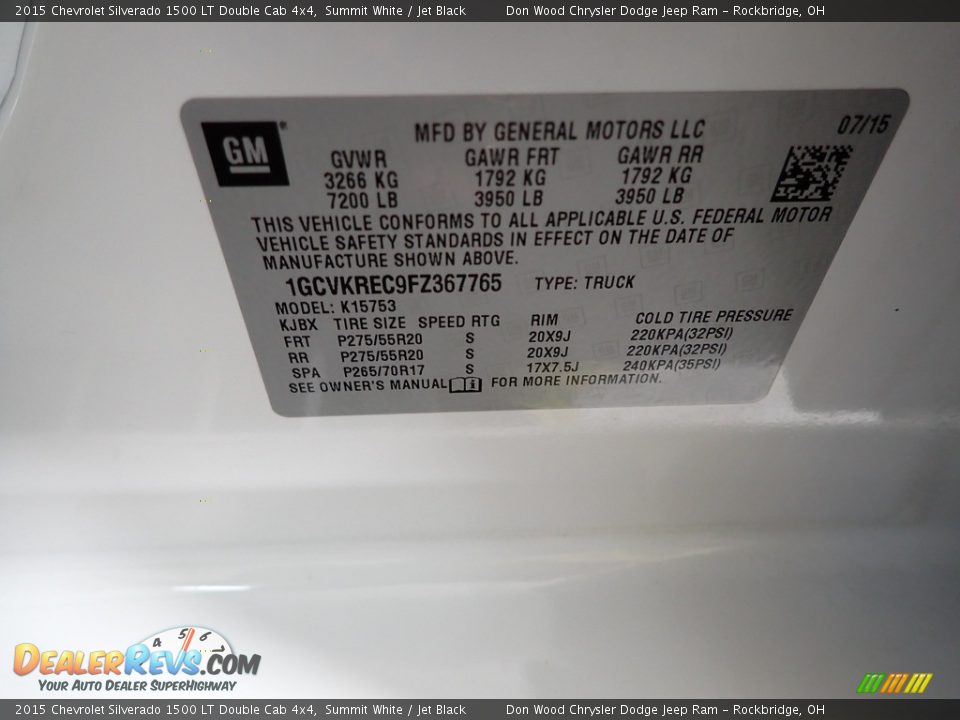 2015 Chevrolet Silverado 1500 LT Double Cab 4x4, Summit White / Jet Black Don Wood Chrysler Dodge Jeep Ram – Rockbridge, OH
GM
MFD BY GENERAL MOTORS LLC 07/15
GVWR GAWR FRT GAWR RR
3266 KG 1792 KG 1792 KG
7200 LB 3950 LB 3950 LB
THIS VEHICLE CONFORMS TO ALL APPLICABLE U.S. FEDERAL MOTOR
VEHICLE SAFETY STANDARDS IN EFFECT ON THE DATE OF
MANUFACTURE SHOWN ABOVE.
1GCVKREC9FZ367765 TYPE: TRUCK
MODEL: K15753
KJBX TIRE SIZE SPEED RTG RIM COLD TIRE PRESSURE
FRT P275/55R20 S 20X9J 220KPA(32PSI)
RR P275/55R20 S 20X9J 220KPA(32PSI)
SPA P265/70R17 S 17X7.5J 240KPA(35PSI)
SEE OWNER'S MANUAL FOR MORE INFORMATION.
4 5 6
DEALERREVS.COM
YOUR AUTO DEALER SUPERHIGHWAY
2015 Chevrolet Silverado 1500 LT Double Cab 4x4, Summit White / Jet Black Don Wood Chrysler Dodge Jeep Ram – Rockbridge, OH